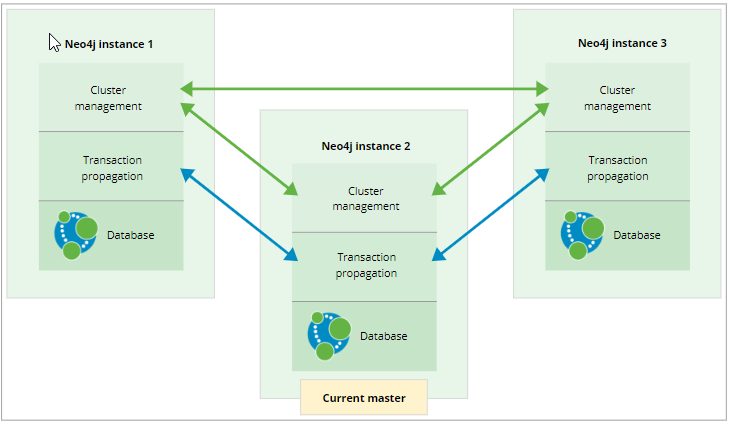 Neo4j instance 1
Cluster
management
Transaction
propagation
Database
Neo4j instance 2
Cluster
management
Transaction
propagation
Database
Current master
Neo4j instance 3
Cluster
management
Transaction
propagation
Database